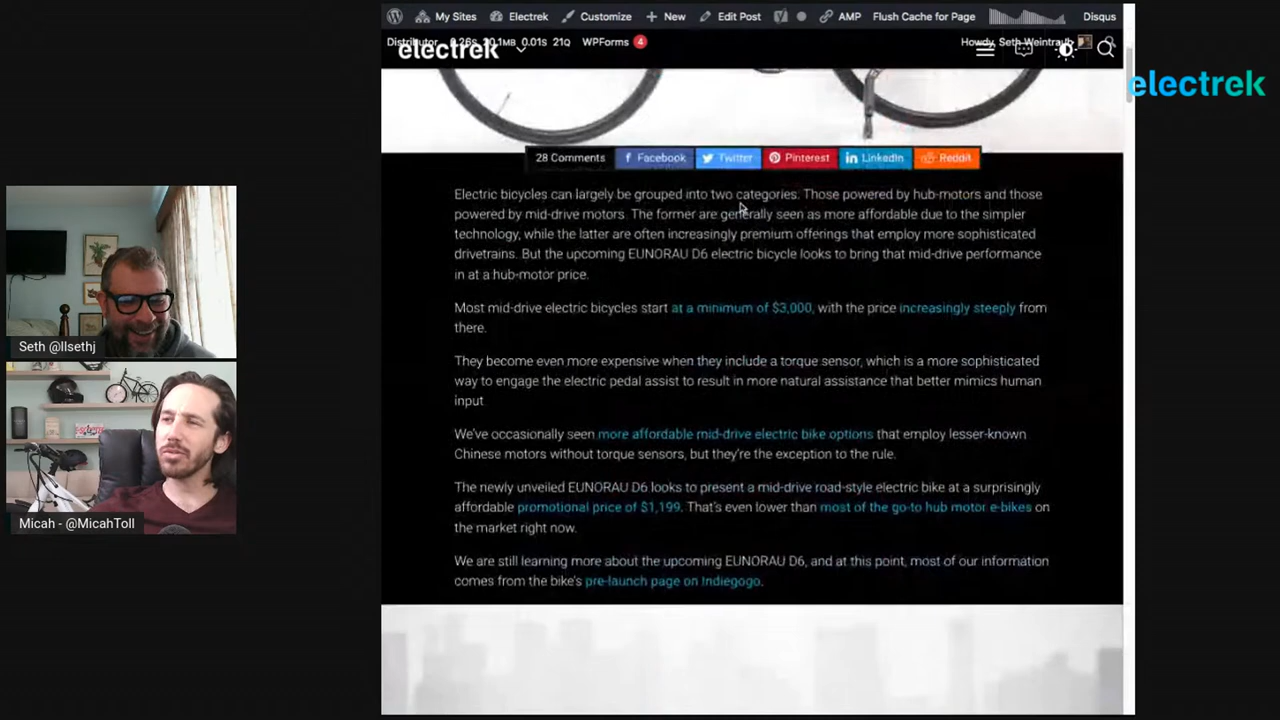 My Sites Electrek Customize New Edit Post AMP Flush Cache for Page Disqus
Distributor 0.26S 0.01S 21Q WPForms 4 Howdy, Seth Weintraub
electrek
electrek
28 Comments Facebook Twitter Pinterest LinkedIn Reddit
Electric bicycles can largely be grouped into two categories. Those powered by hub-motors and those
powered by mid-drive motors. The former are generally seen as more affordable due to the simpler
technology, while the latter are often increasingly premium offerings that employ more sophisticated
drivetrains. But the upcoming EUNORAU D6 electric bicycle looks to bring that mid-drive performance
in at a hub-motor price.
Most mid-drive electric bicycles start at a minimum of $3,000, with the price increasingly steeply from
there.
They become even more expensive when they include a torque sensor, which is a more sophisticated
way to engage the electric pedal assist to result in more natural assistance that better mimics human
input
We've occasionally seen more affordable mid-drive electric bike options that employ lesser-known
Chinese motors without torque sensors, but they're the exception to the rule.
The newly unveiled EUNORAU D6 looks to present a mid-drive road-style electric bike at a surprisingly
affordable promotional price of $1,199. That's even lower than most of the go-to hub motor e-bikes on
the market right now.
We are still learning more about the upcoming EUNORAU D6, and at this point, most of our information
comes from the bike's pre-launch page on Indiegogo.
Seth @llsethj
Micah - @MicahToll